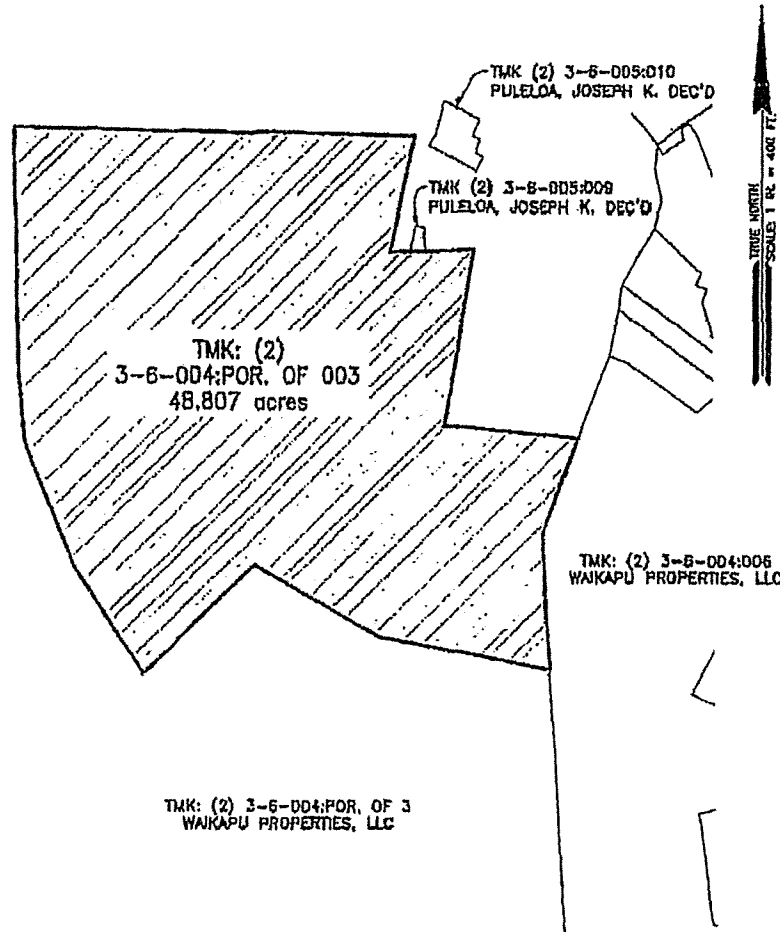 TMK (2) 3-6-005:010
PULELOA, JOSEPH K. DEC'D
TMK (2) 3-6-005:009
PULELOA, JOSEPH K. DEC'D
TRUE NORTH
SCALE: 1 IN. = 400 FT.
TMK: (2)
3-6-004:POR. OF 003
48.807 acres
TMK: (2) 3-6-004:006
WAIKAPU PROPERTIES, LLC
TMK: (2) 3-6-004:POR. OF 3
WAIKAPU PROPERTIES, LLC